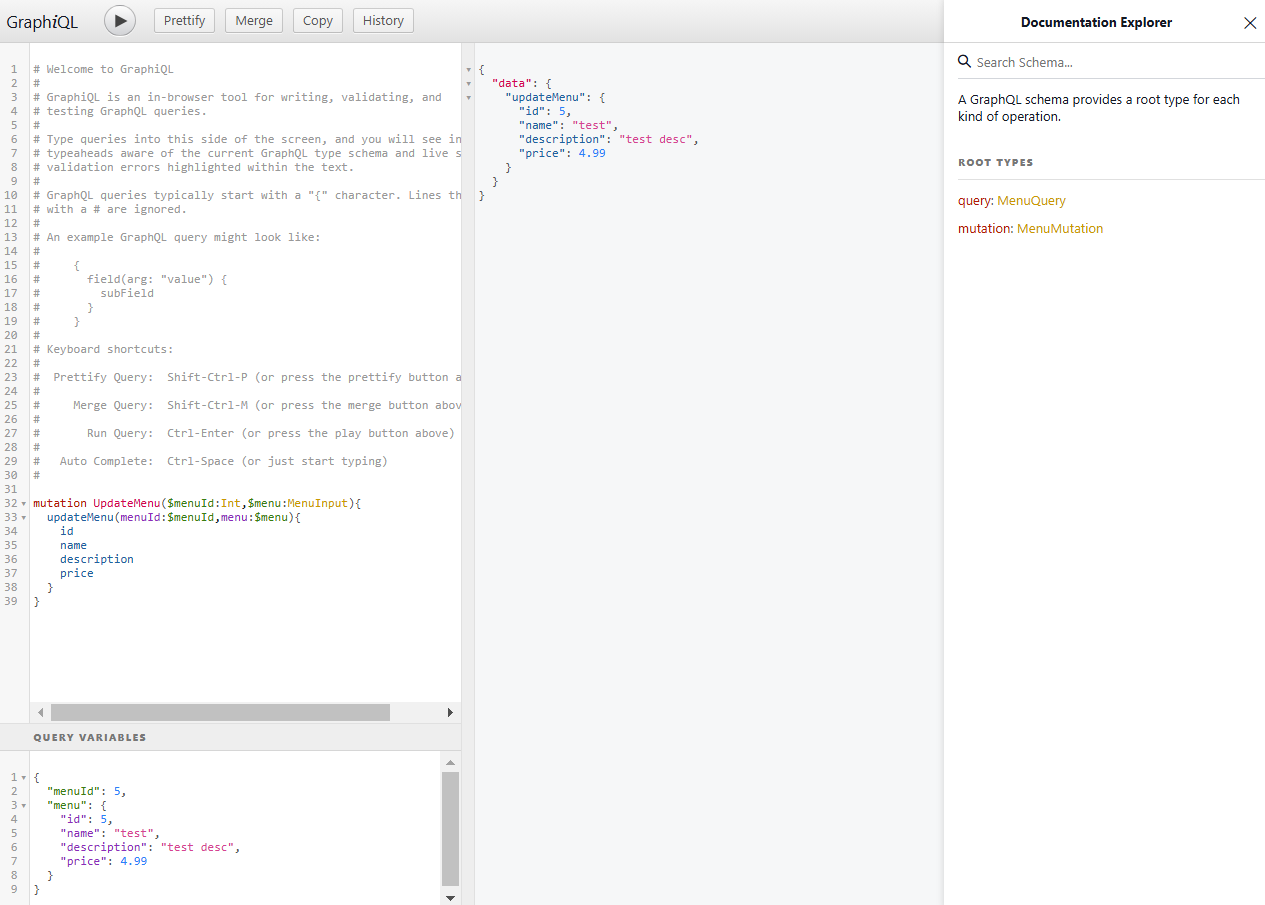 GraphiQL
Prettify Merge Copy History
1 # Welcome to GraphiQL
2 #
3 # GraphiQL is an in-browser tool for writing, validating, and
4 # testing GraphQL queries.
5 #
6 # Type queries into this side of the screen, and you will see in
7 # typeaheads aware of the current GraphQL type schema and live s
8 # validation errors highlighted within the text.
9 #
10 # GraphQL queries typically start with a "{" character. Lines th
11 # with a # are ignored.
12 #
13 # An example GraphQL query might look like:
14 #
15 #     {
16 #       field(arg: "value") {
17 #         subField
18 #       }
19 #     }
20 #
21 # Keyboard shortcuts:
22 #
23 #  Prettify Query:  Shift-Ctrl-P (or press the prettify button a
24 #
25 #     Merge Query:  Shift-Ctrl-M (or press the merge button abov
26 #
27 #       Run Query:  Ctrl-Enter (or press the play button above)
28 #
29 #   Auto Complete:  Ctrl-Space (or just start typing)
30 #
31
32 mutation UpdateMenu($menuId:Int,$menu:MenuInput){
33   updateMenu(menuId:$menuId,menu:$menu){
34     id
35     name
36     description
37     price
38   }
39 }
QUERY VARIABLES
1 {
2   "menuId": 5,
3   "menu": {
4     "id": 5,
5     "name": "test",
6     "description": "test desc",
7     "price": 4.99
8   }
9 }
{
  "data": {
    "updateMenu": {
      "id": 5,
      "name": "test",
      "description": "test desc",
      "price": 4.99
    }
  }
}
Documentation Explorer
Search Schema...
A GraphQL schema provides a root type for each
kind of operation.
ROOT TYPES
query: MenuQuery
mutation: MenuMutation